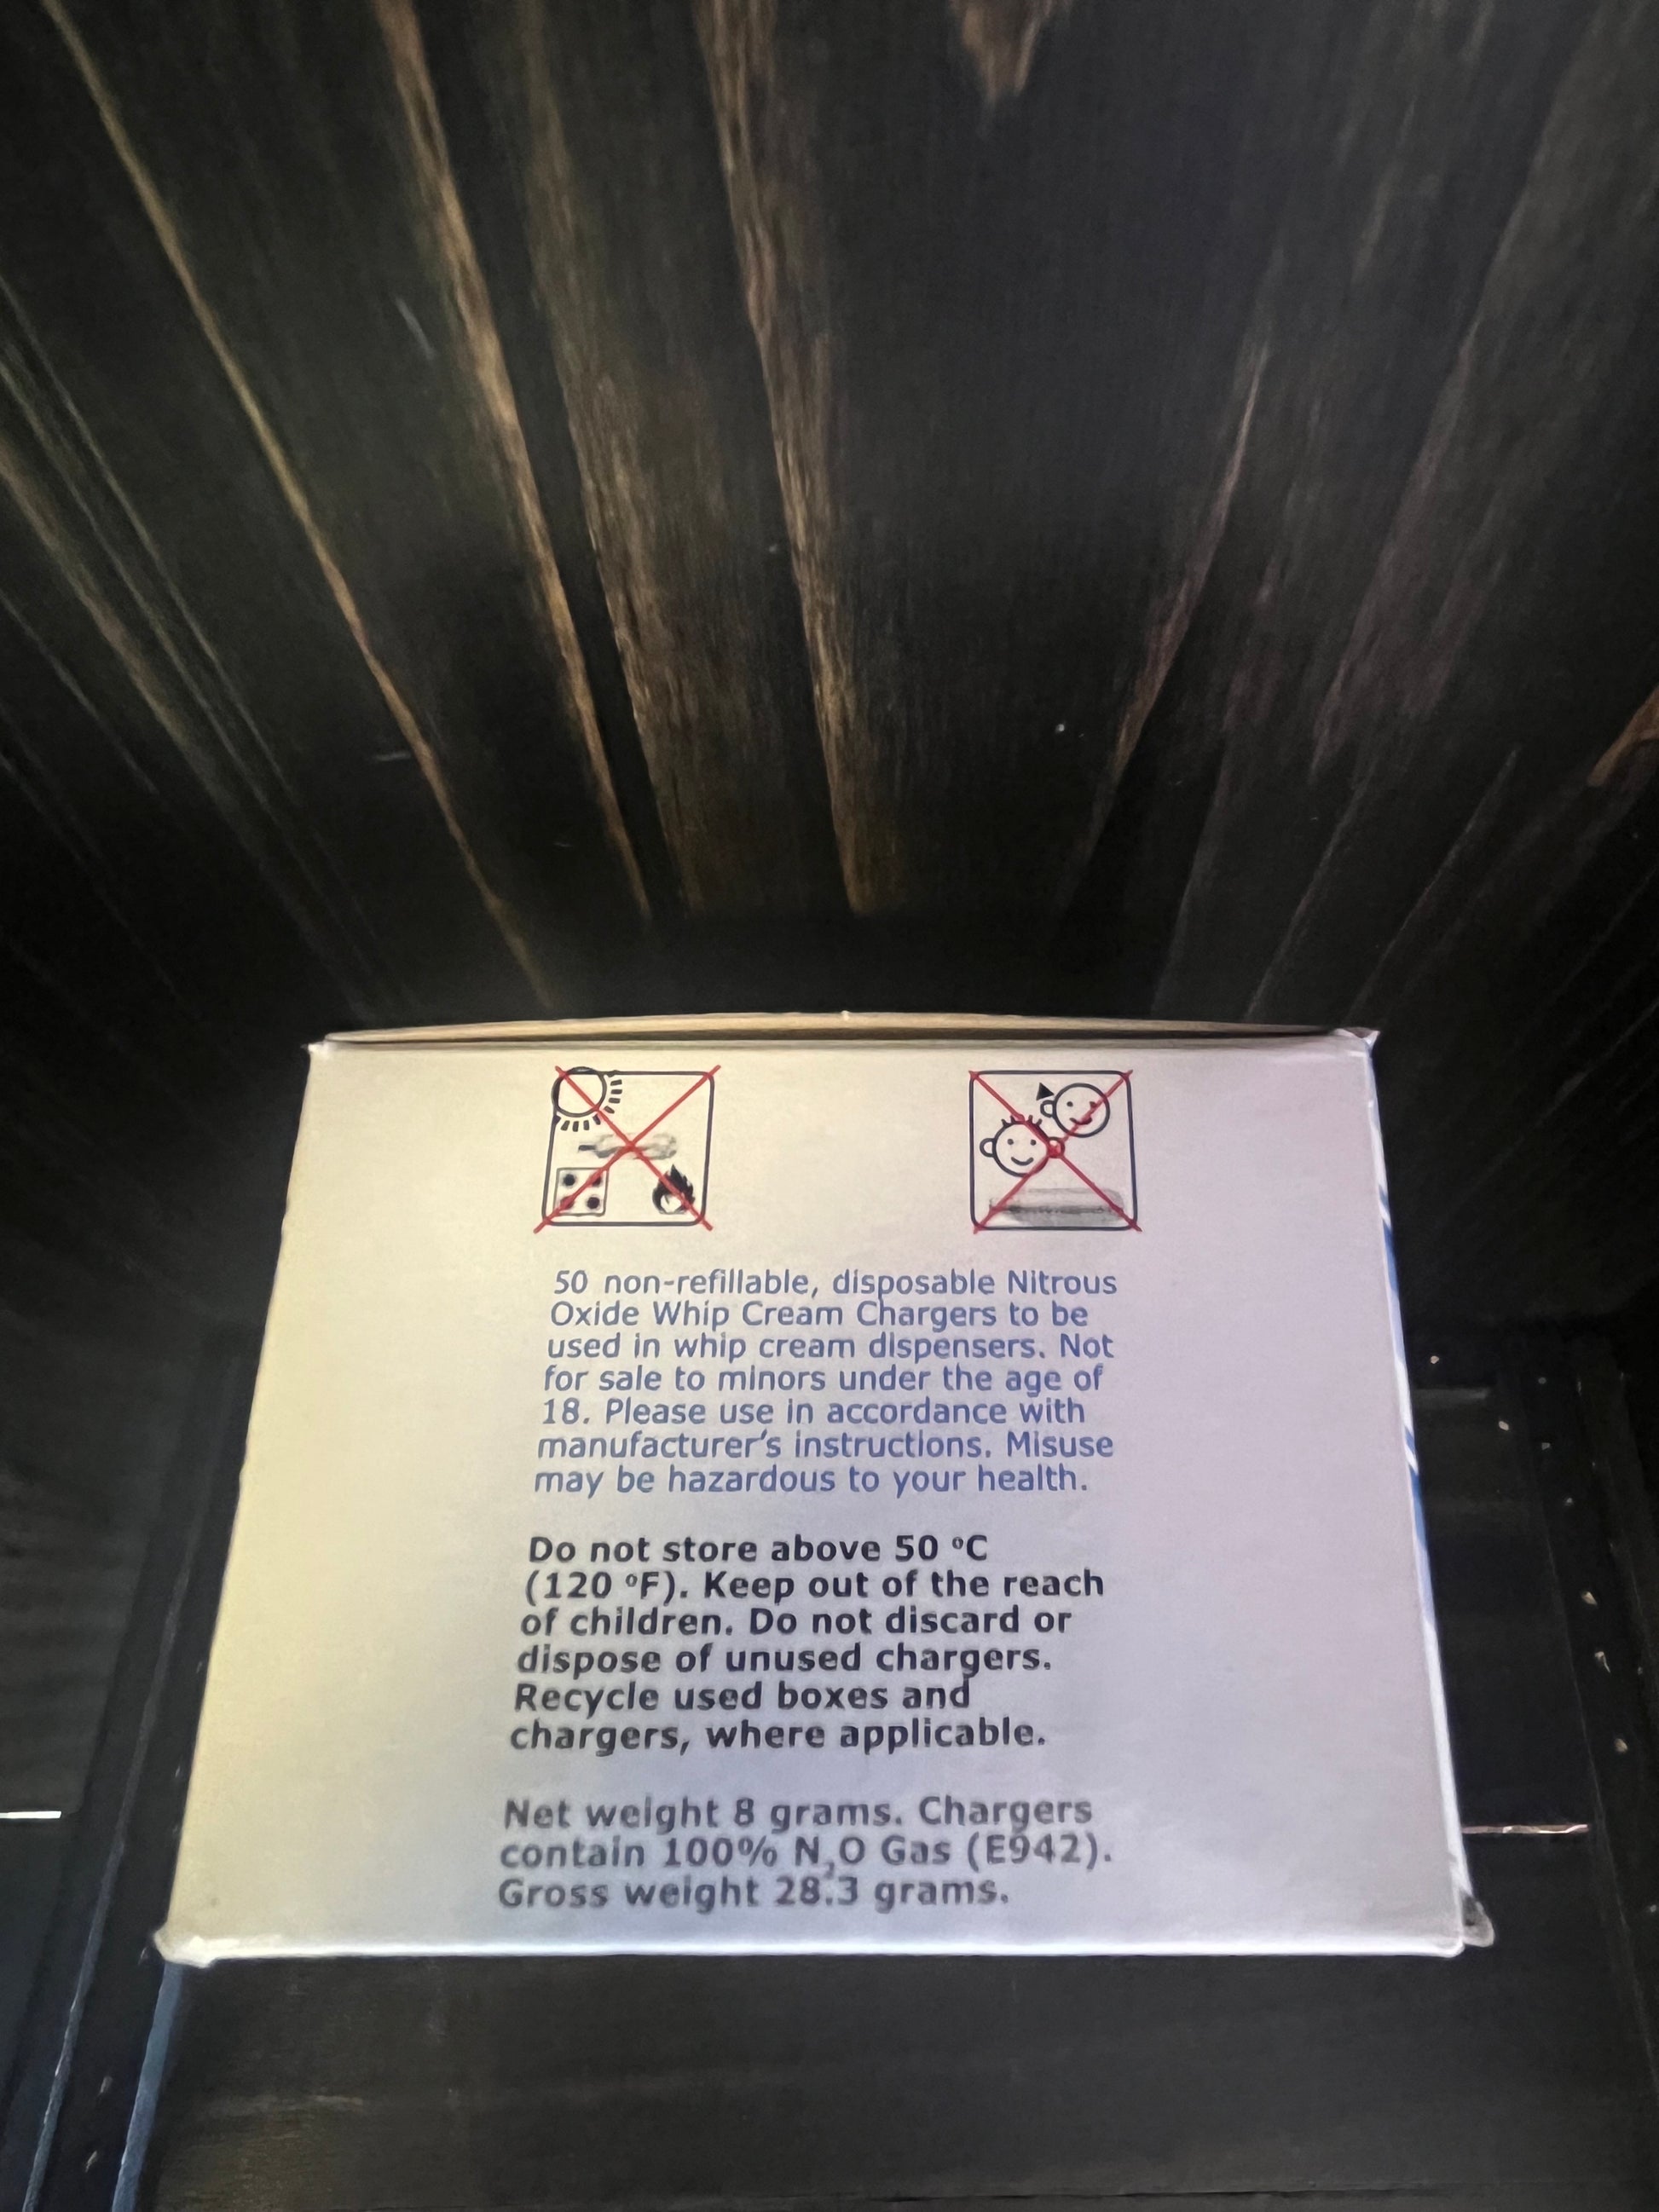 50 non-refillable, disposable Nitrous
Oxide Whip Cream Chargers to be
used in whip cream dispensers. Not
for sale to minors under the age of
18. Please use in accordance with
manufacturer's instructions. Misuse
may be hazardous to your health.
Do not store above 50 ºC
(120 ºF). Keep out of the reach
of children. Do not discard or
dispose of unused chargers.
Recycle used boxes and
chargers, where applicable.
Net weight 8 grams. Chargers
contain 100% N₂O Gas (E942).
Gross weight 28.3 grams.